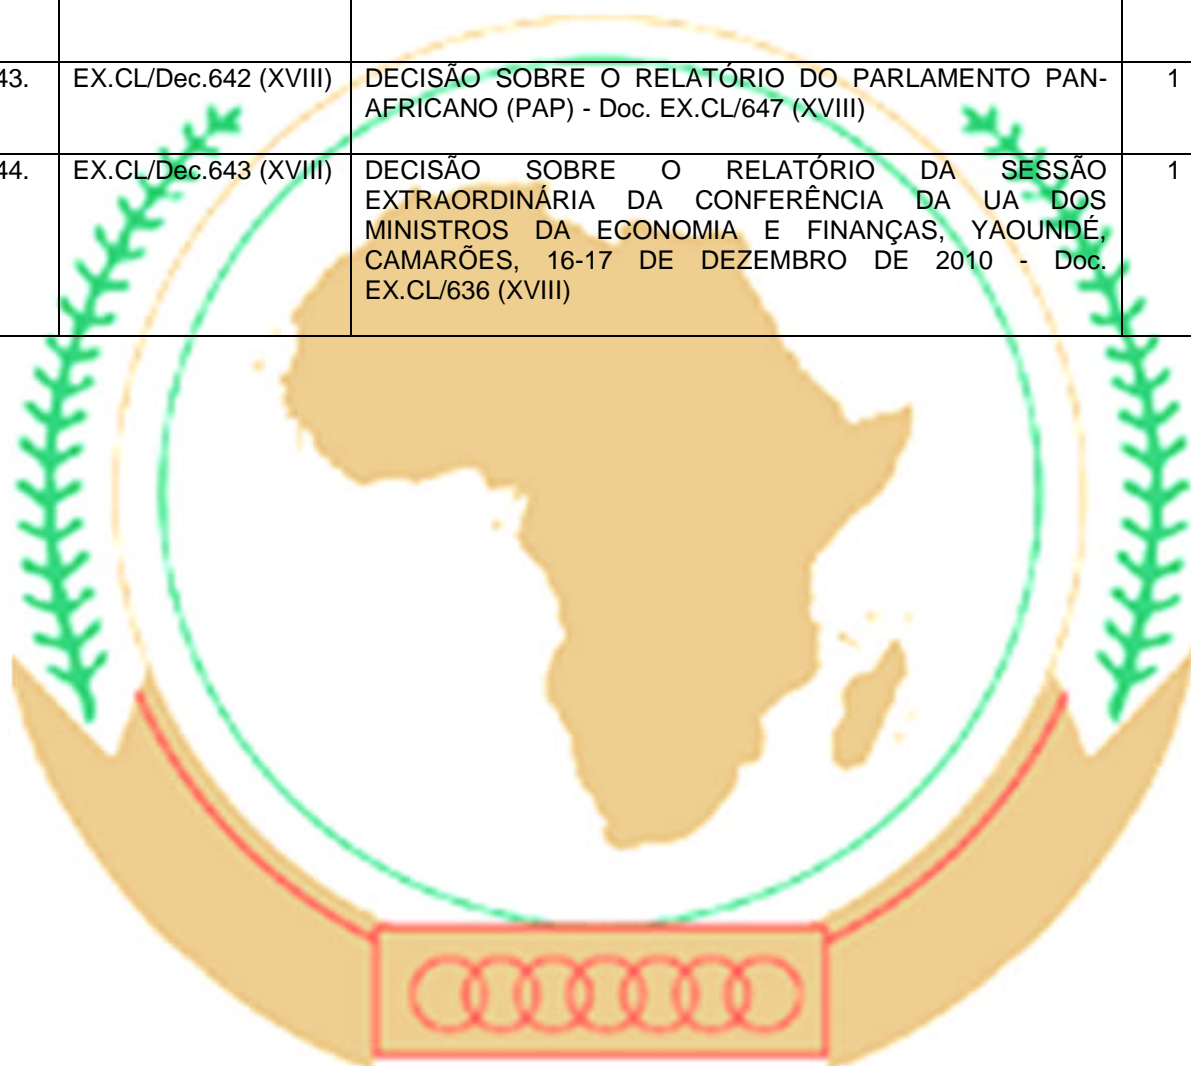 43. EX.CL/Dec.642 (XVIII) DECISÃO SOBRE O RELATÓRIO DO PARLAMENTO PAN- 1
AFRICANO (PAP) - Doc. EX.CL/647 (XVIII)
44. EX.CL/Dec.643 (XVIII) DECISÃO SOBRE O RELATÓRIO DA SESSÃO 1
EXTRAORDINÁRIA DA CONFERÊNCIA DA UA DOS
MINISTROS DA ECONOMIA E FINANÇAS, YAOUNDÉ,
CAMARÕES, 16-17 DE DEZEMBRO DE 2010 - Doc.
EX.CL/636 (XVIII)